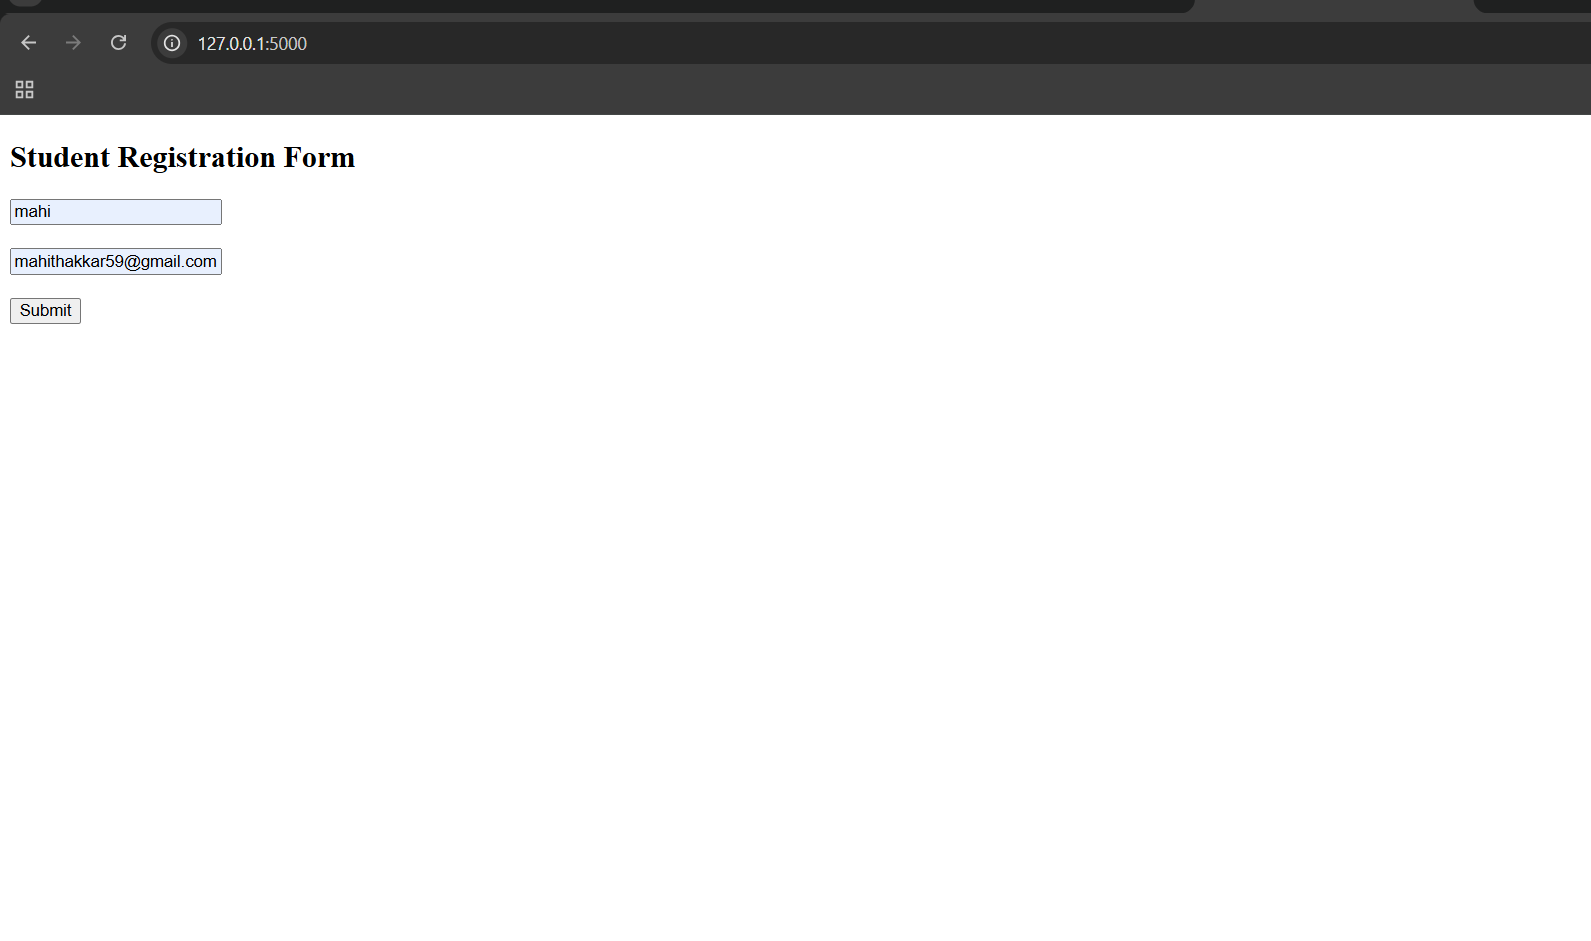 127.0.0.1:5000
Student Registration Form
mahi
mahithakkar59@gmail.com
Submit